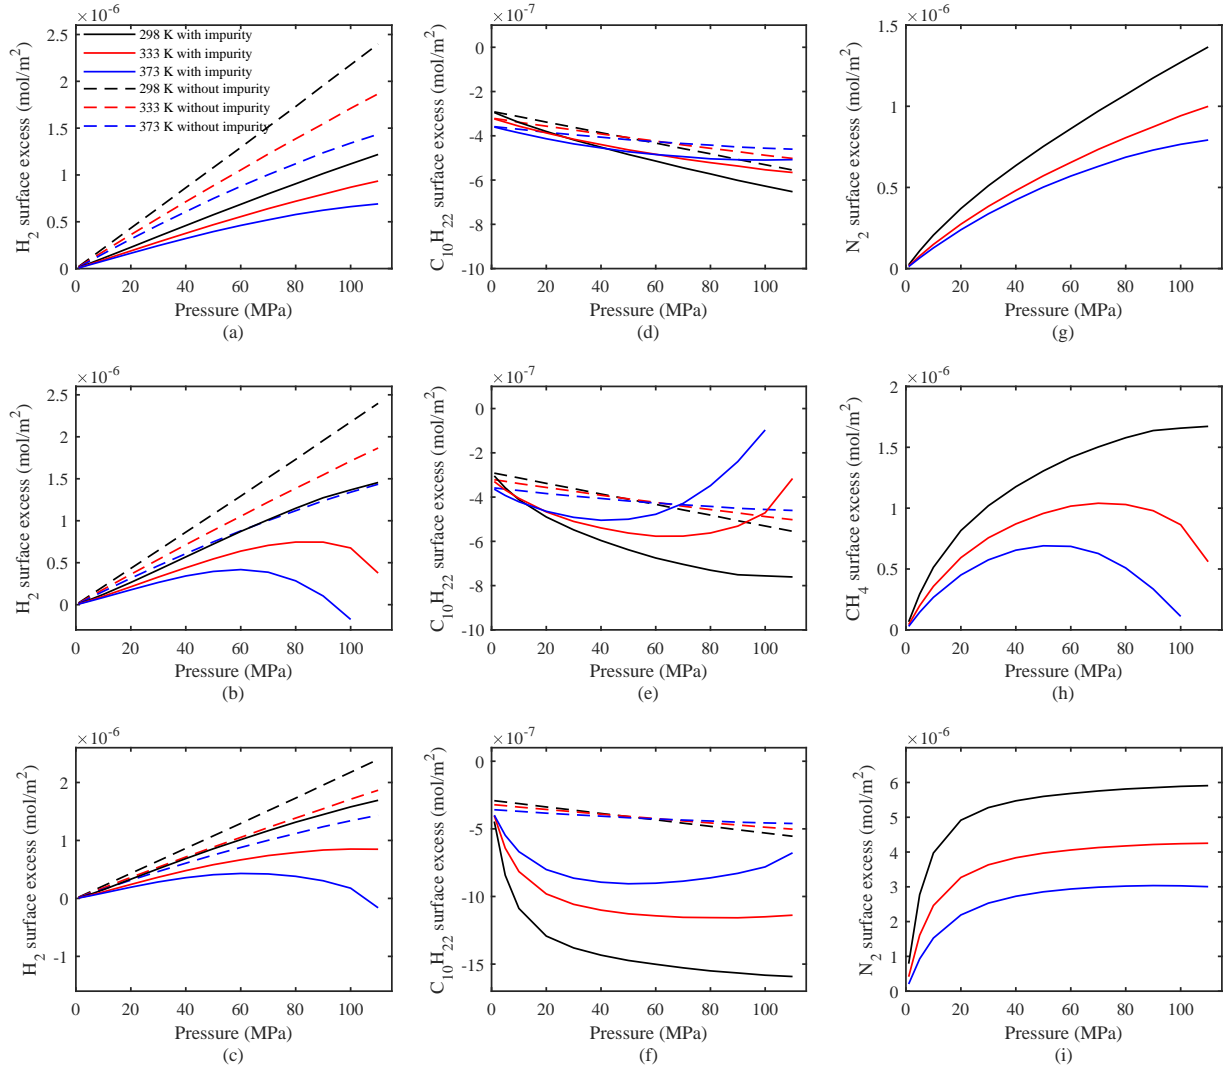 ×10^-6
H2 surface excess (mol/m^2)
2.5
2
1.5
1
0.5
0
298 K with impurity
333 K with impurity
373 K with impurity
298 K without impurity
333 K without impurity
373 K without impurity
0 20 40 60 80 100
Pressure (MPa)
(a)
×10^-7
C10H22 surface excess (mol/m^2)
0
-2
-4
-6
-8
-10
0 20 40 60 80 100
Pressure (MPa)
(d)
×10^-6
N2 surface excess (mol/m^2)
1.5
1
0.5
0
0 20 40 60 80 100
Pressure (MPa)
(g)
×10^-6
H2 surface excess (mol/m^2)
2.5
2
1.5
1
0.5
0
0 20 40 60 80 100
Pressure (MPa)
(b)
×10^-7
C10H22 surface excess (mol/m^2)
0
-2
-4
-6
-8
-10
0 20 40 60 80 100
Pressure (MPa)
(e)
×10^-6
CH4 surface excess (mol/m^2)
2
1.5
1
0.5
0
0 20 40 60 80 100
Pressure (MPa)
(h)
×10^-6
H2 surface excess (mol/m^2)
2
1
0
-1
0 20 40 60 80 100
Pressure (MPa)
(c)
×10^-7
C10H22 surface excess (mol/m^2)
0
-5
-10
-15
0 20 40 60 80 100
Pressure (MPa)
(f)
×10^-6
N2 surface excess (mol/m^2)
6
5
4
3
2
1
0
0 20 40 60 80 100
Pressure (MPa)
(i)